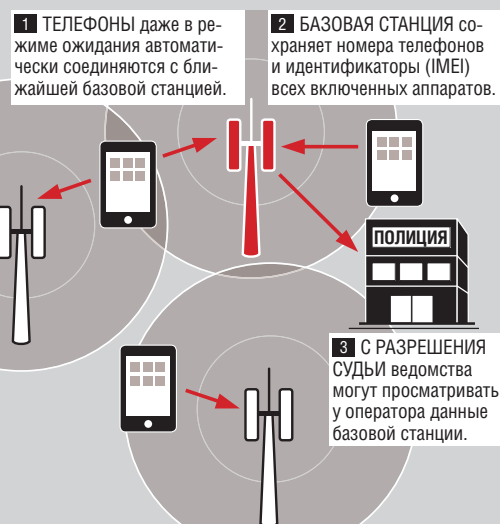 1 ТЕЛЕФОНЫ даже в ре-
жиме ожидания автомати-
чески соединяются с бли-
жайшей базовой станцией.
2 БАЗОВАЯ СТАНЦИЯ со-
храняет номера телефонов
и идентификаторы (IMEI)
всех включенных аппаратов.
ПОЛИЦИЯ
3 С РАЗРЕШЕНИЯ
СУДЬИ ведомства
могут просматривать
у оператора данные
базовой станции.